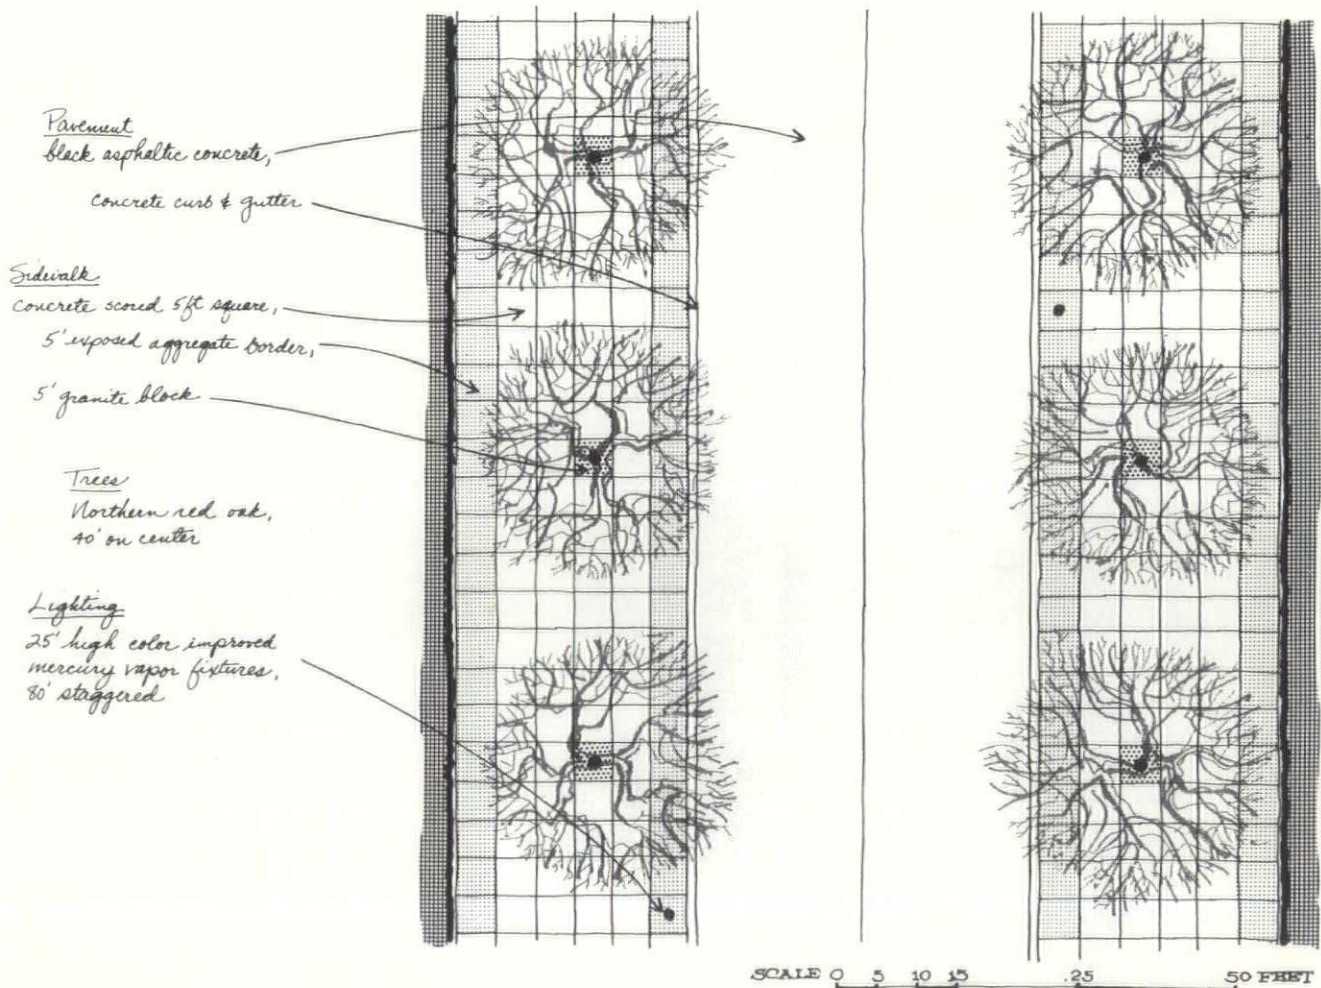 Pavement
black asphaltic concrete,
concrete curb & gutter
Sidewalk
concrete scored 5ft square,
5' exposed aggregate border,
5' granite block
Trees
Northern red oak,
40' on center
Lighting
25' high color improved
mercury vapor fixtures,
80' staggered
SCALE 0 5 10 15 .25 50 FEET